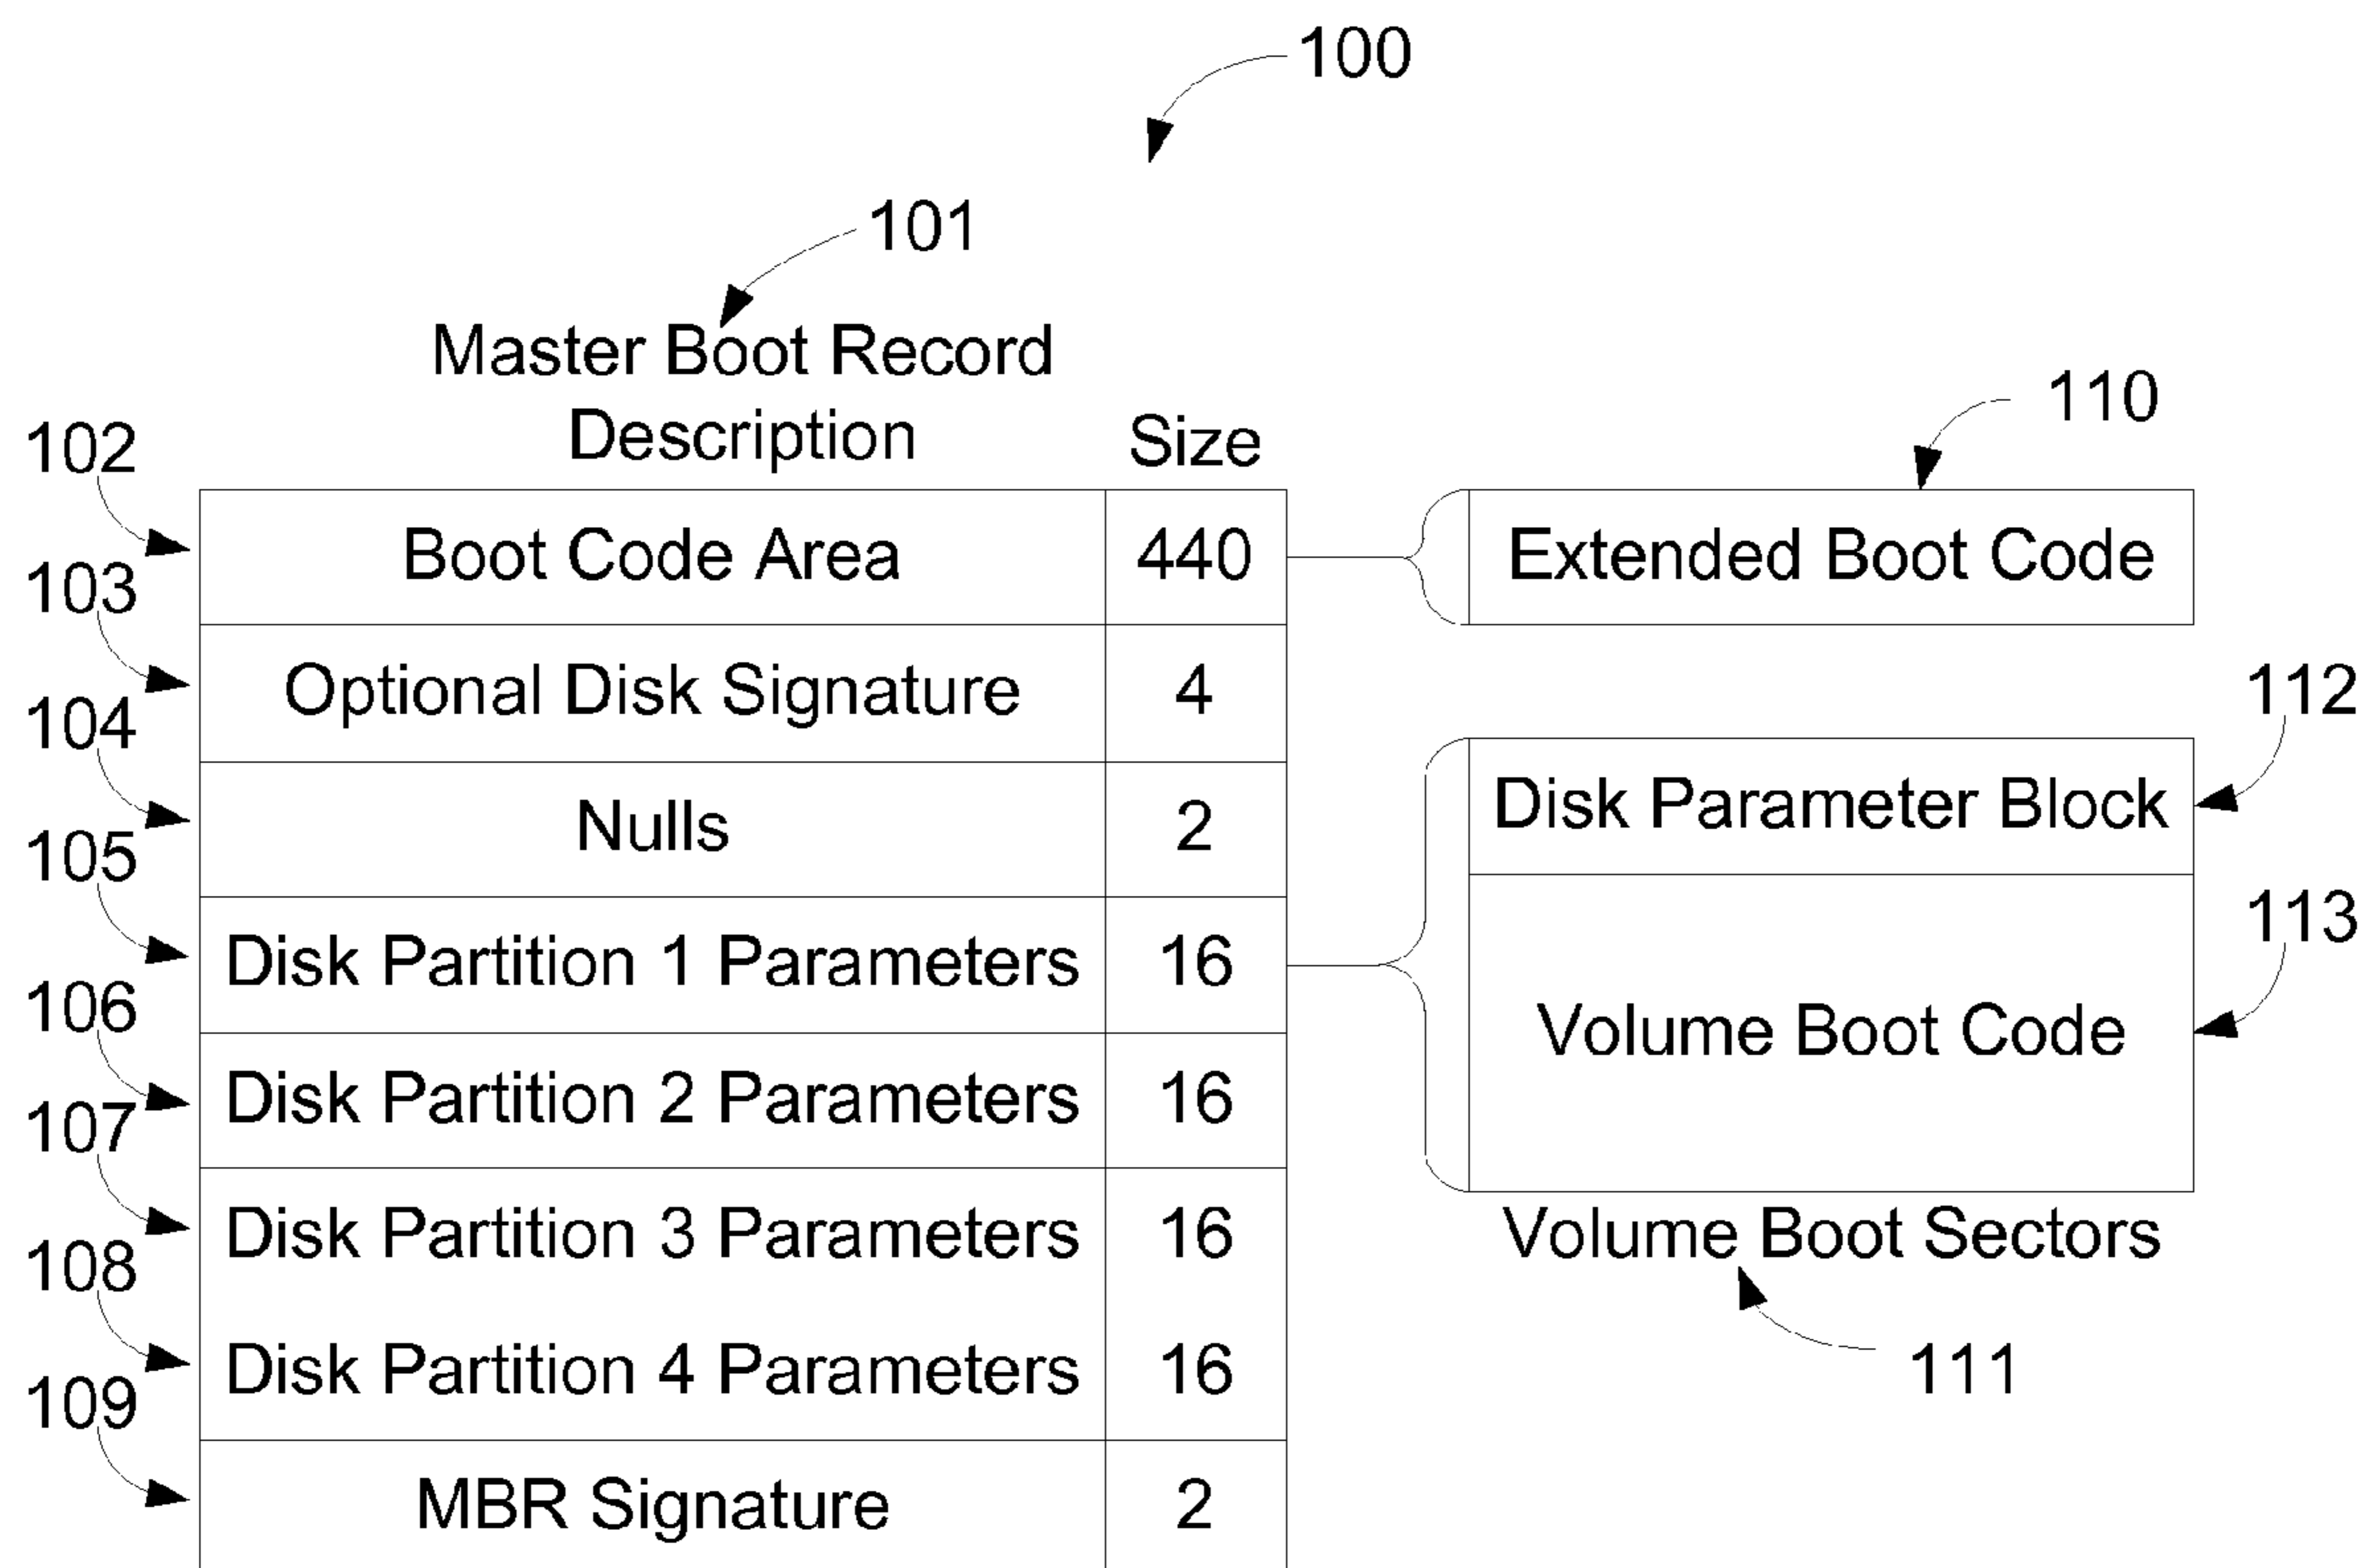 100
101
Master Boot Record
Description
Size
102
Boot Code Area
440
103
Optional Disk Signature
4
104
Nulls
2
105
Disk Partition 1 Parameters
16
106
Disk Partition 2 Parameters
16
107
Disk Partition 3 Parameters
16
108
Disk Partition 4 Parameters
16
109
MBR Signature
2
110
Extended Boot Code
112
Disk Parameter Block
113
Volume Boot Code
Volume Boot Sectors
111